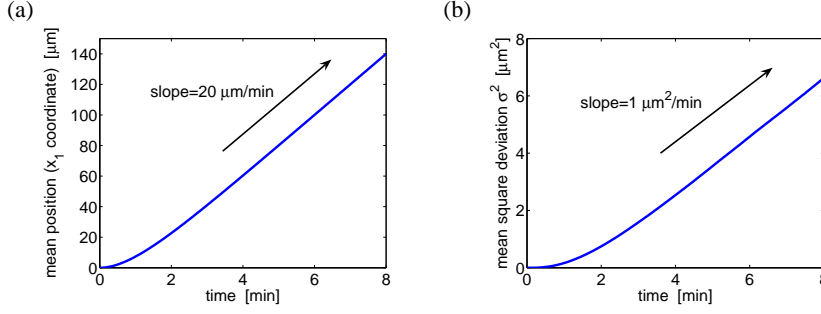 (a)
mean position (x₁ coordinate) [μm]
140
120
100
80
60
40
20
0
slope=20 μm/min
0 2 4 6 8
time [min]
(b)
mean square deviation σ² [μm²]
8
6
4
2
0
slope=1 μm²/min
0 2 4 6 8
time [min]